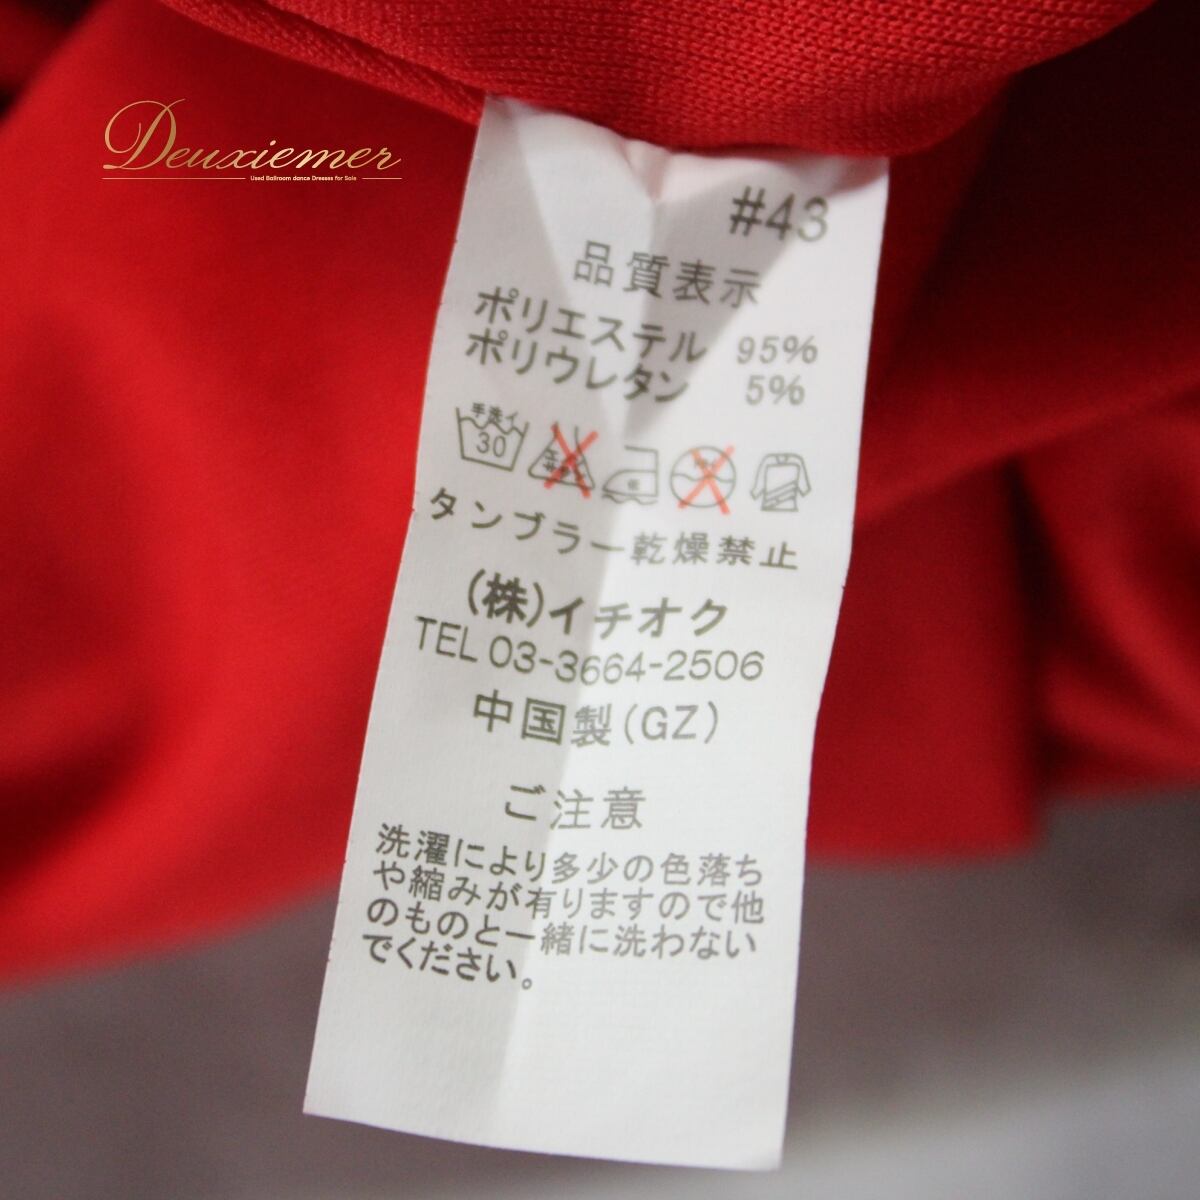 Deuxiemer
Used Ballroom dance Dresses for Sale
#43
品質表示
ポリエステル 95%
ポリウレタン 5%
手洗イ
30
タンブラー乾燥禁止
(株)イチオク
TEL 03-3664-2506
中国製(GZ)
ご注意
洗濯により多少の色落ち
や縮みが有りますので他
のものと一緒に洗わない
でください。